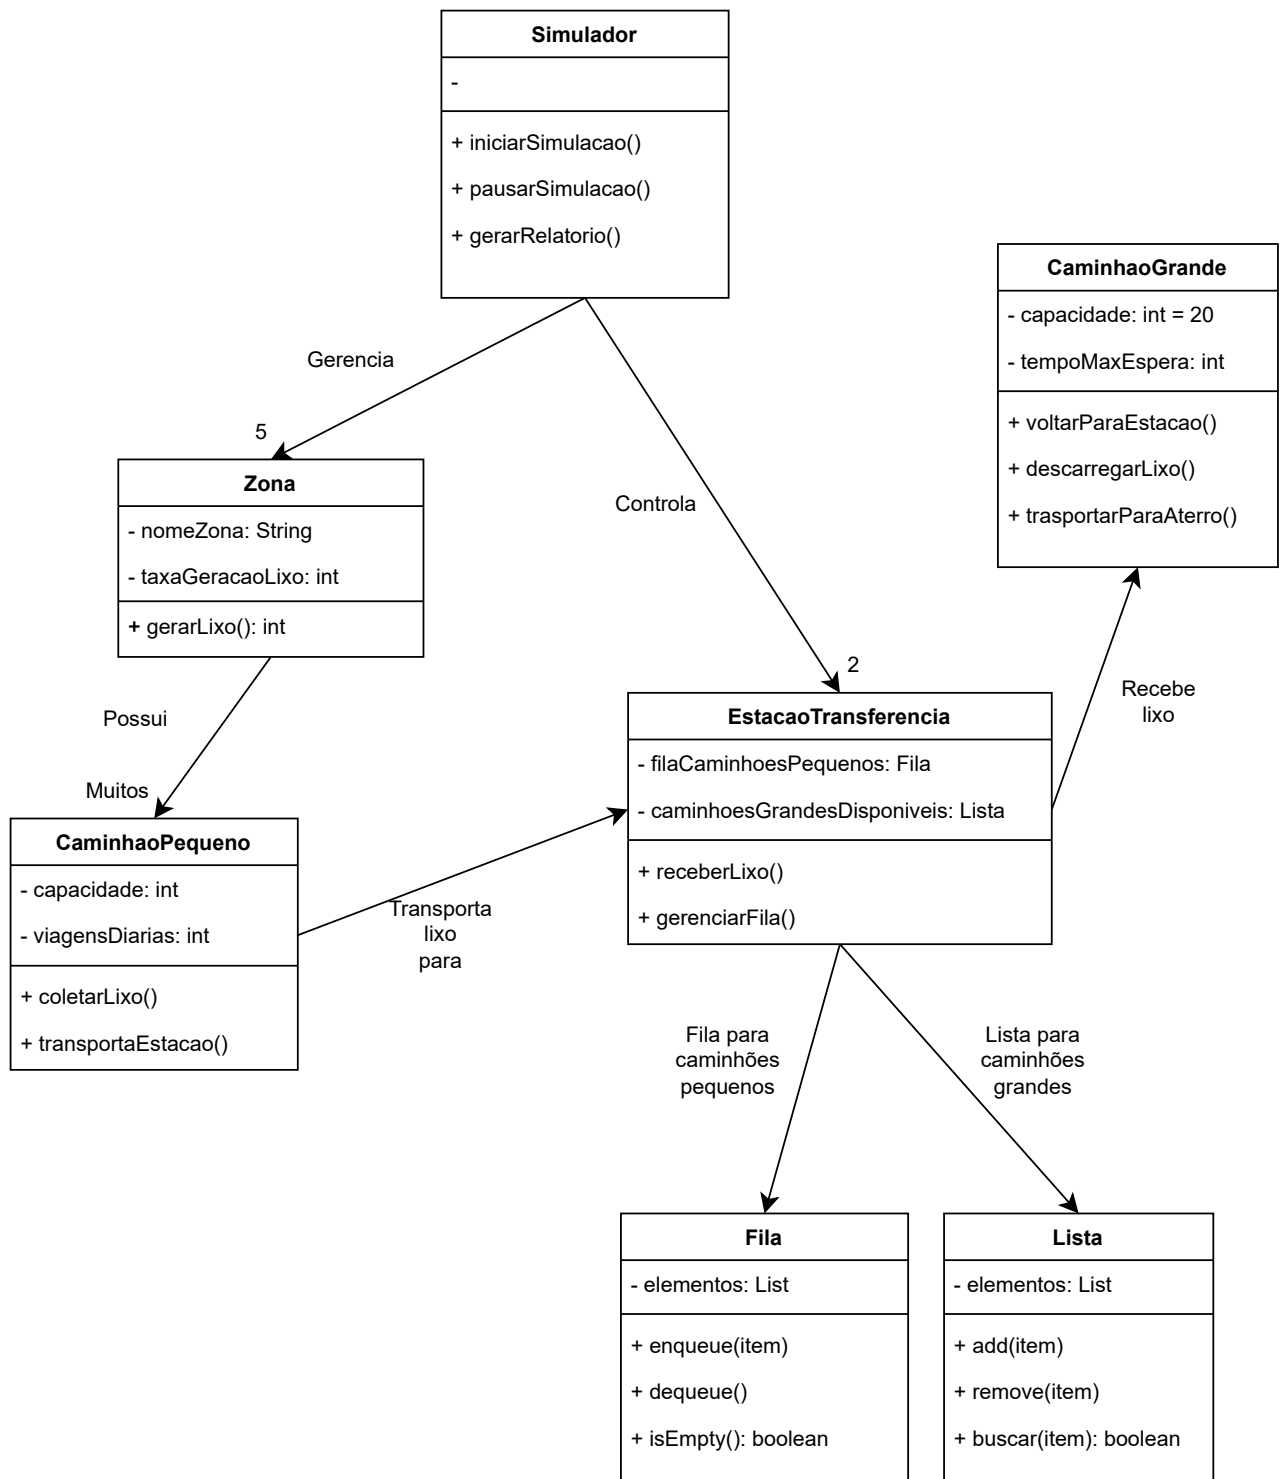 Simulador
-
+ iniciarSimulacao()
+ pausarSimulacao()
+ gerarRelatorio()
CaminhaoGrande
- capacidade: int = 20
- tempoMaxEspera: int
+ voltarParaEstacao()
+ descarregarLixo()
+ trasportarParaAterro()
Gerencia
5
Zona
- nomeZona: String
- taxaGeracaoLixo: int
+ gerarLixo(): int
Controla
2
Possui
Muitos
CaminhaoPequeno
- capacidade: int
- viagensDiarias: int
+ coletarLixo()
+ transportaEstacao()
Transporta
lixo
para
EstacaoTransferencia
- filaCaminhoesPequenos: Fila
- caminhoesGrandesDisponiveis: Lista
+ receberLixo()
+ gerenciarFila()
Recebe
lixo
Fila para
caminhões
pequenos
Lista para
caminhões
grandes
Fila
- elementos: List
+ enqueue(item)
+ dequeue()
+ isEmpty(): boolean
Lista
- elementos: List
+ add(item)
+ remove(item)
+ buscar(item): boolean